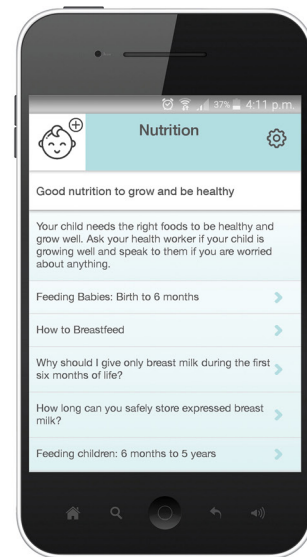 37% 4:11 p.m.
Nutrition
Good nutrition to grow and be healthy
Your child needs the right foods to be healthy and
grow well. Ask your health worker if your child is
growing well and speak to them if you are worried
about anything.
Feeding Babies: Birth to 6 months
How to Breastfeed
Why should I give only breast milk during the first
six months of life?
How long can you safely store expressed breast
milk?
Feeding children: 6 months to 5 years